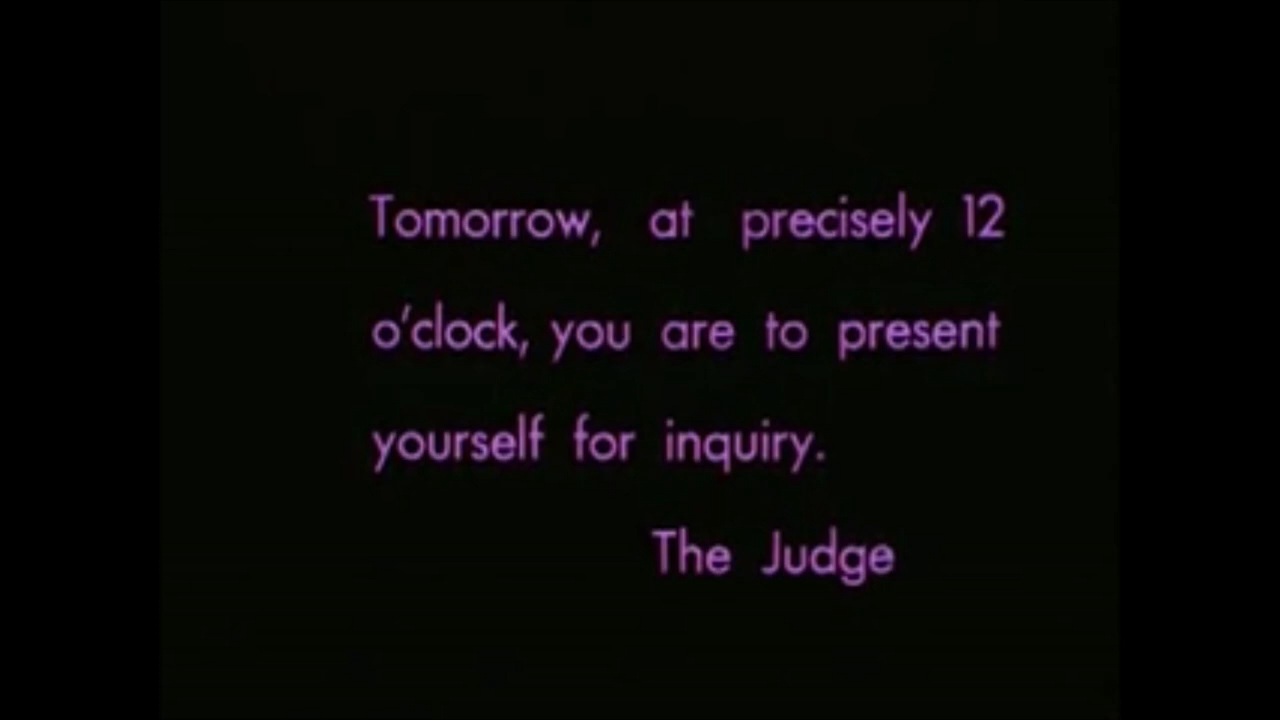 Tomorrow, at precisely 12
o'clock, you are to present
yourself for inquiry.
The Judge